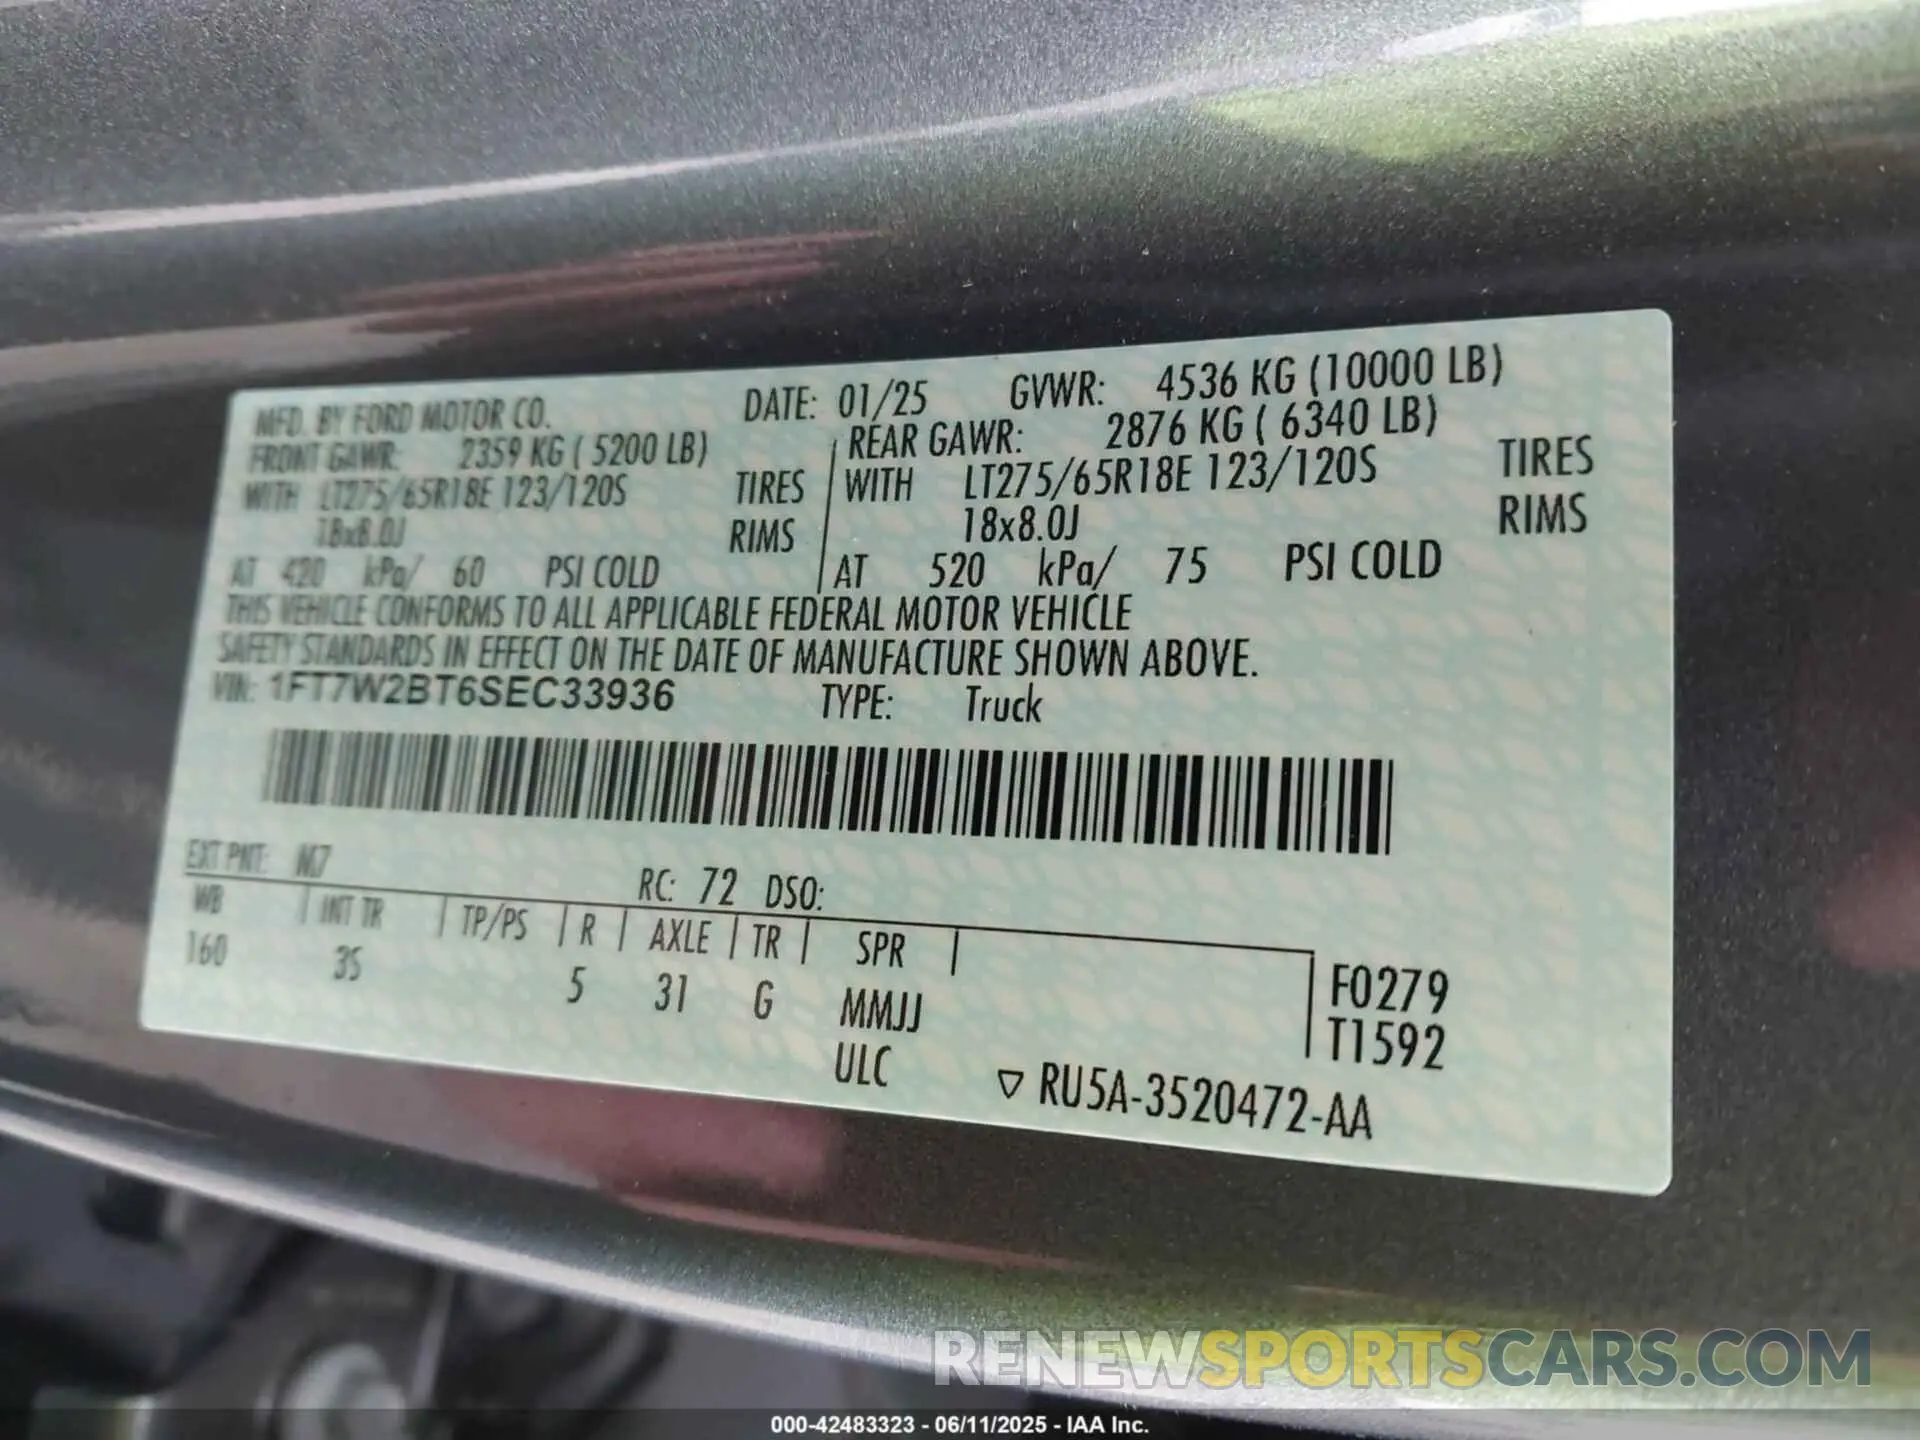 MFD. BY FORD MOTOR CO. DATE: 01/25 GVWR: 4536 KG (10000 LB)
FRONT GAWR: 2359 KG ( 5200 LB) REAR GAWR: 2876 KG ( 6340 LB)
WITH LT275/65R18E 123/120S TIRES WITH LT275/65R18E 123/120S TIRES
18x8.0J RIMS 18x8.0J RIMS
AT 420 kPa/ 60 PSI COLD AT 520 kPa/ 75 PSI COLD
THIS VEHICLE CONFORMS TO ALL APPLICABLE FEDERAL MOTOR VEHICLE
SAFETY STANDARDS IN EFFECT ON THE DATE OF MANUFACTURE SHOWN ABOVE.
VIN: 1FT7W2BT6SEC33936 TYPE: Truck
EXT PNT: M7 RC: 72 DSO:
WB INT TR TP/PS R AXLE TR SPR
160 3S 5 31 G MMJJ F0279
ULC T1592
▽ RU5A-3520472-AA
RENEWSPORTSCARS.COM
000-42483323 - 06/11/2025 - IAA Inc.